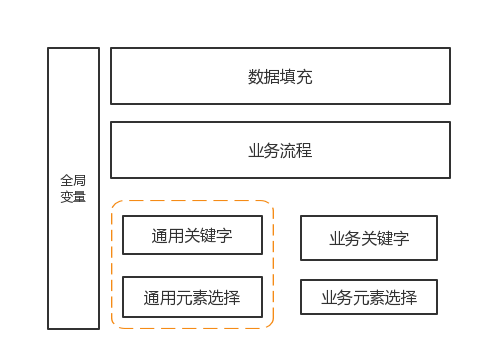 数据填充
业务流程
全局
变量
通用关键字
业务关键字
通用元素选择
业务元素选择